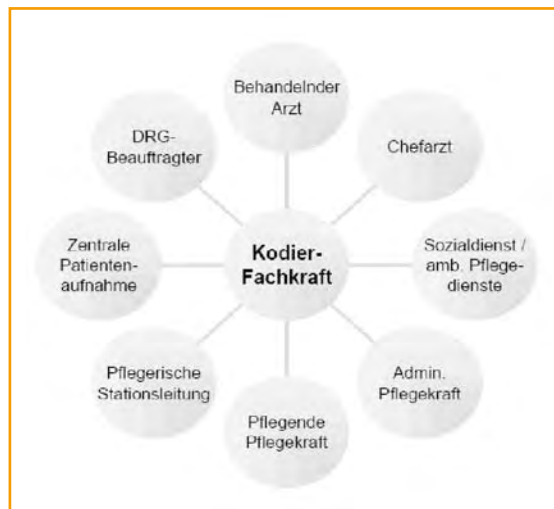 Behandelnder
Arzt
DRG-
Beauftragter
Chefarzt
Zentrale
Patienten-
aufnahme
Kodier-
Fachkraft
Sozialdienst /
amb. Pflege-
dienste
Pflegerische
Stationsleitung
Admin.
Pflegekraft
Pflegende
Pflegekraft